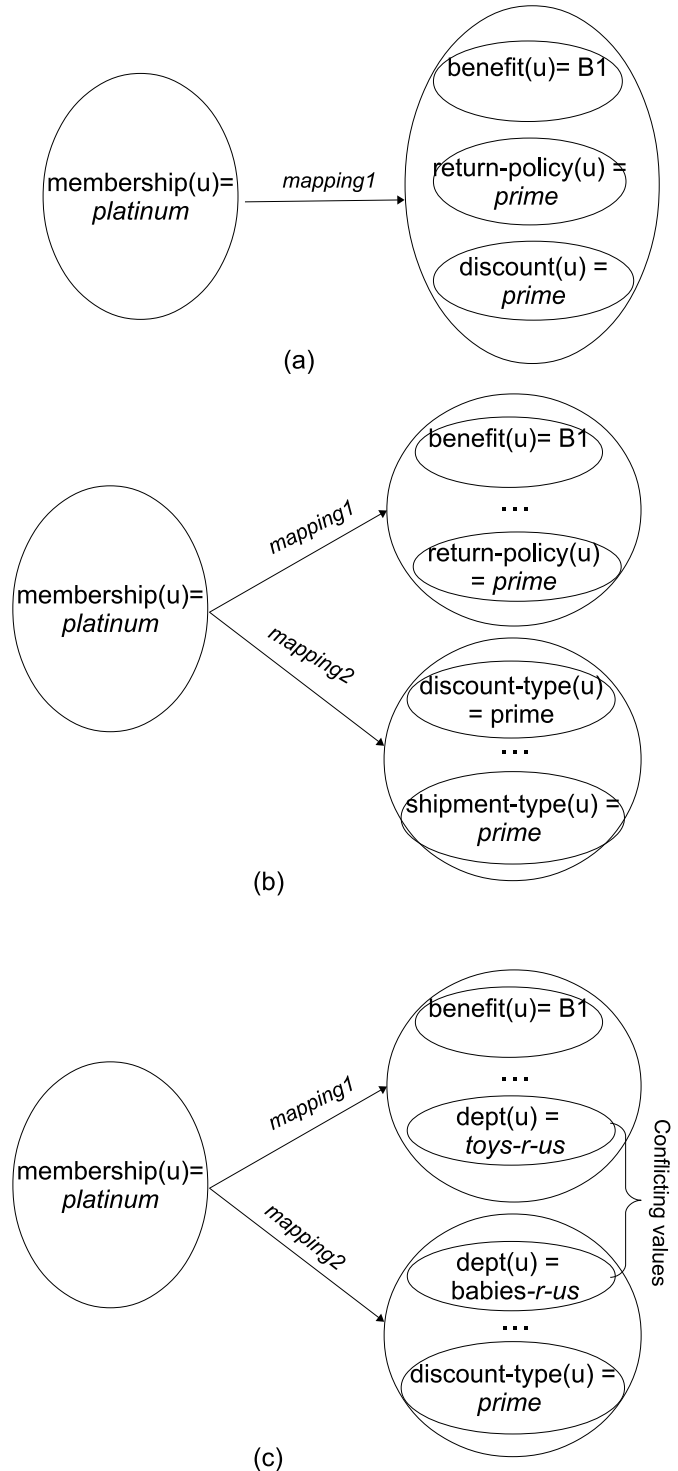 benefit(u)= B1
membership(u)=
platinum
mapping1
return-policy(u) =
prime
discount(u) =
prime
(a)
benefit(u)= B1
...
return-policy(u)
= prime
mapping1
membership(u)=
platinum
mapping2
discount-type(u)
= prime
...
shipment-type(u) =
prime
(b)
benefit(u)= B1
...
dept(u) =
toys-r-us
mapping1
membership(u)=
platinum
mapping2
Conflicting values
dept(u) =
babies-r-us
...
discount-type(u) =
prime
(c)